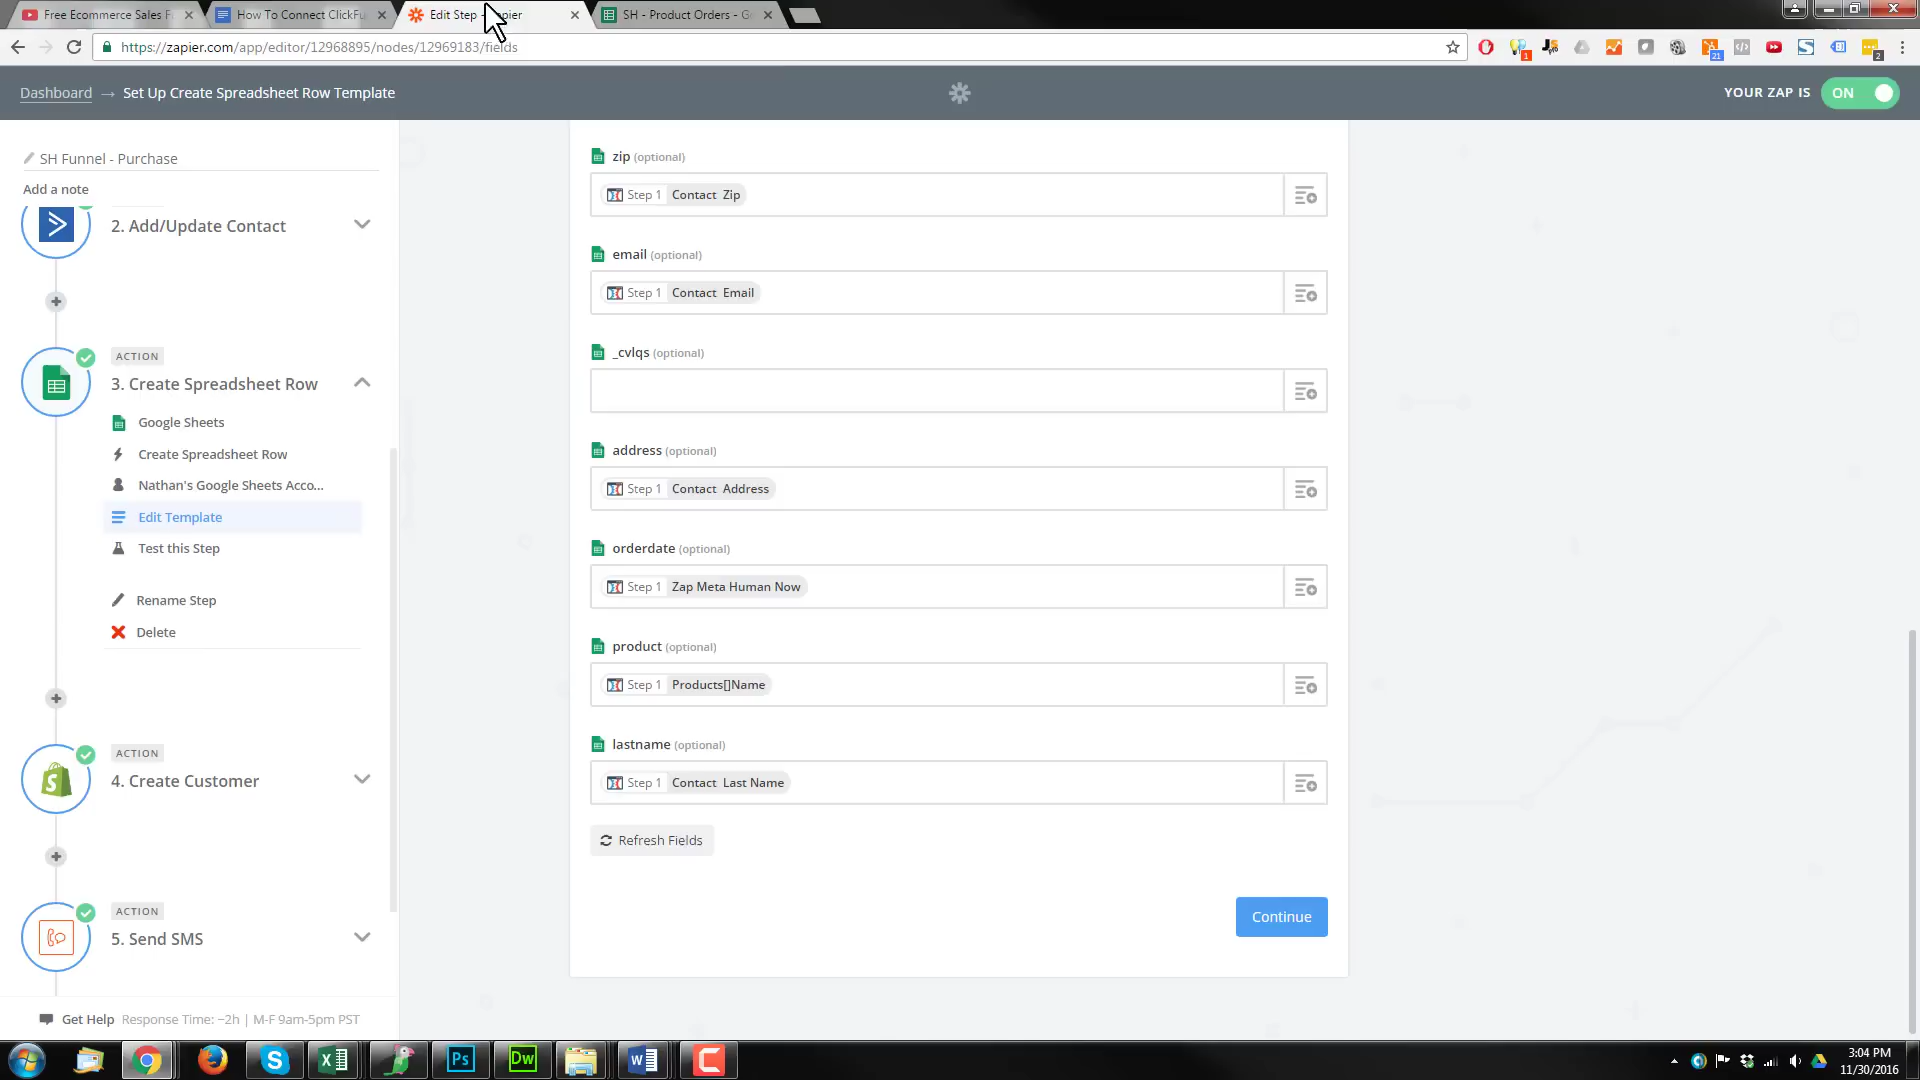 Free Ecommerce Sales F
How To Connect ClickFu
Edit Step - Zapier
SH - Product Orders - G
https://zapier.com/app/editor/12968895/nodes/12969183/fields
1
21
2
Dashboard → Set Up Create Spreadsheet Row Template
YOUR ZAP IS ON
SH Funnel - Purchase
Add a note
2. Add/Update Contact
ACTION
3. Create Spreadsheet Row
Google Sheets
Create Spreadsheet Row
Nathan's Google Sheets Acco...
Edit Template
Test this Step
Rename Step
Delete
ACTION
4. Create Customer
ACTION
5. Send SMS
Get Help Response Time: ~2h | M-F 9am-5pm PST
zip (optional)
Step 1 Contact Zip
email (optional)
Step 1 Contact Email
_cvlqs (optional)
address (optional)
Step 1 Contact Address
orderdate (optional)
Step 1 Zap Meta Human Now
product (optional)
Step 1 Products[]Name
lastname (optional)
Step 1 Contact Last Name
Refresh Fields
Continue
Ps
Dw
3:04 PM
11/30/2016